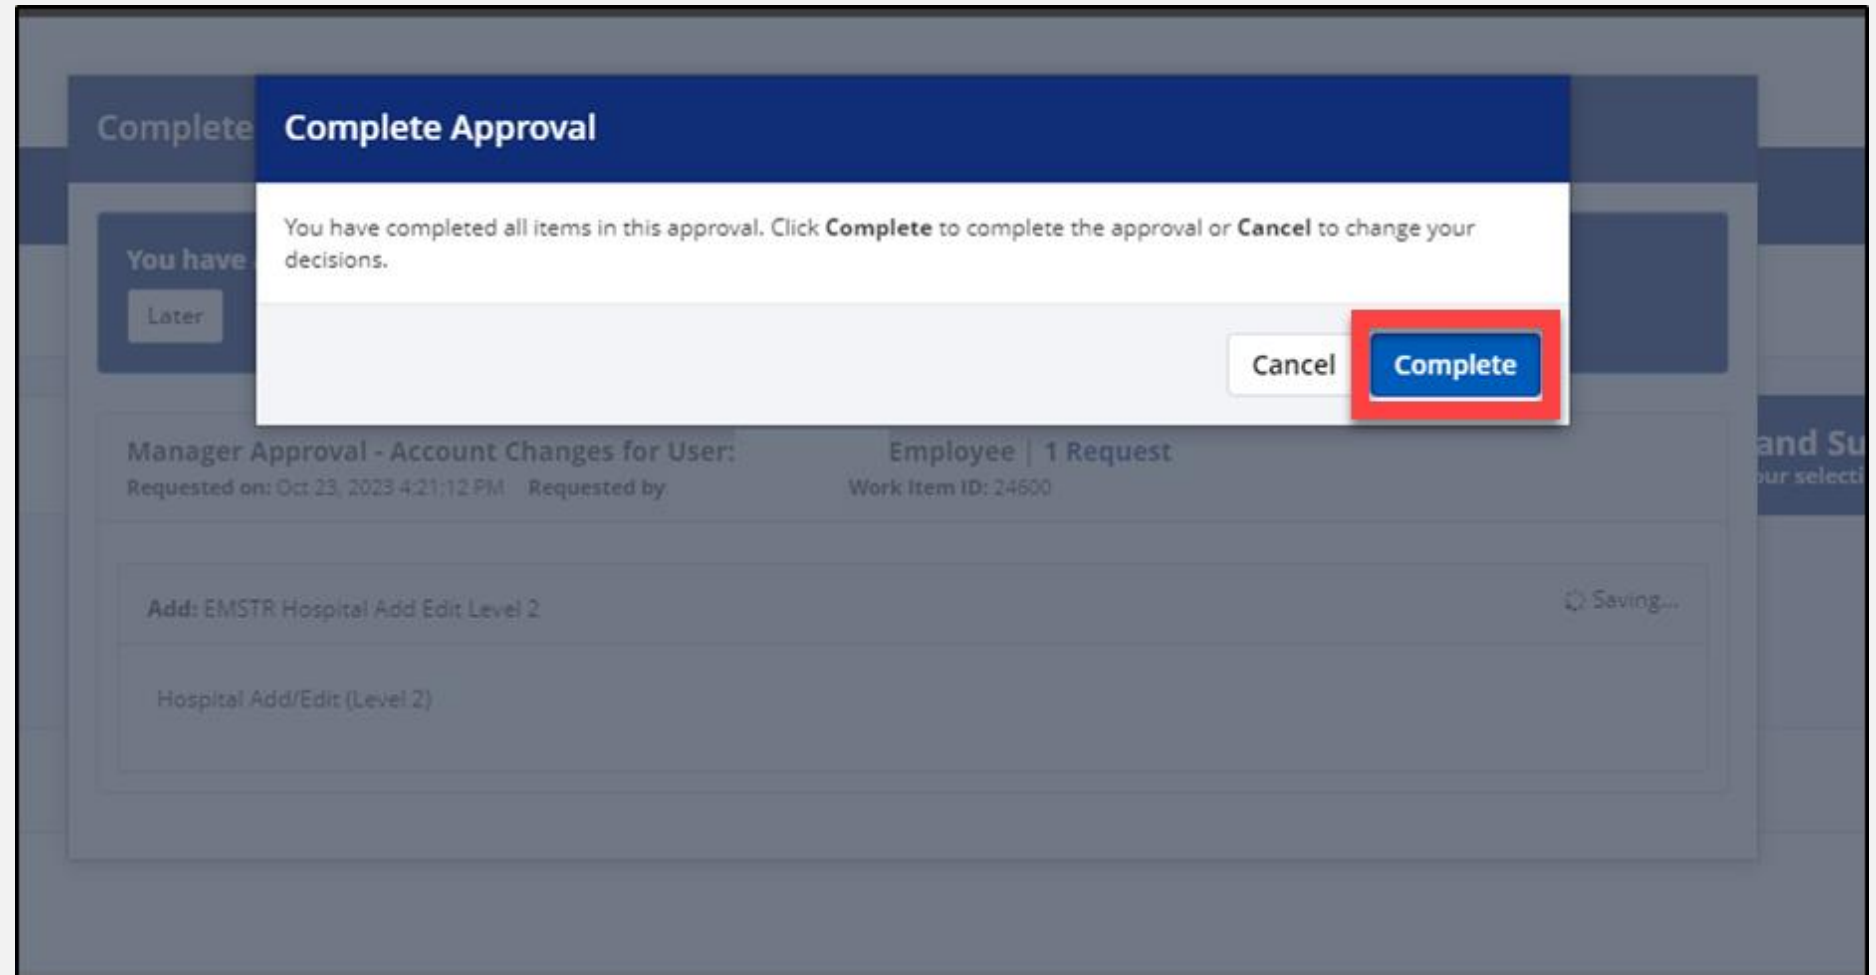 Complete
Complete Approval
You have completed all items in this approval. Click Complete to complete the approval or Cancel to change your
decisions.
You have
Later
Cancel
Complete
Manager Approval - Account Changes for User: Employee | 1 Request
Requested on: Oct 23, 2023 4:21:12 PM Requested by Work Item ID: 24600
and Su
our selecti
Add: EMSTR Hospital Add Edit Level 2
Saving...
Hospital Add/Edit (Level 2)